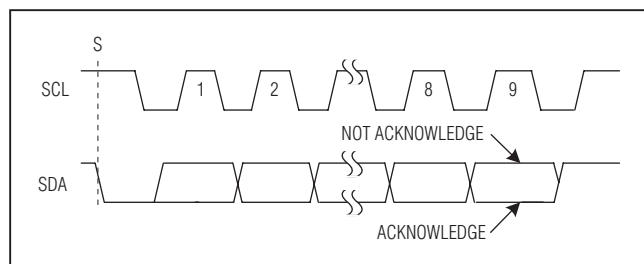 S
SCL 1 2 8 9
NOT ACKNOWLEDGE
SDA
ACKNOWLEDGE